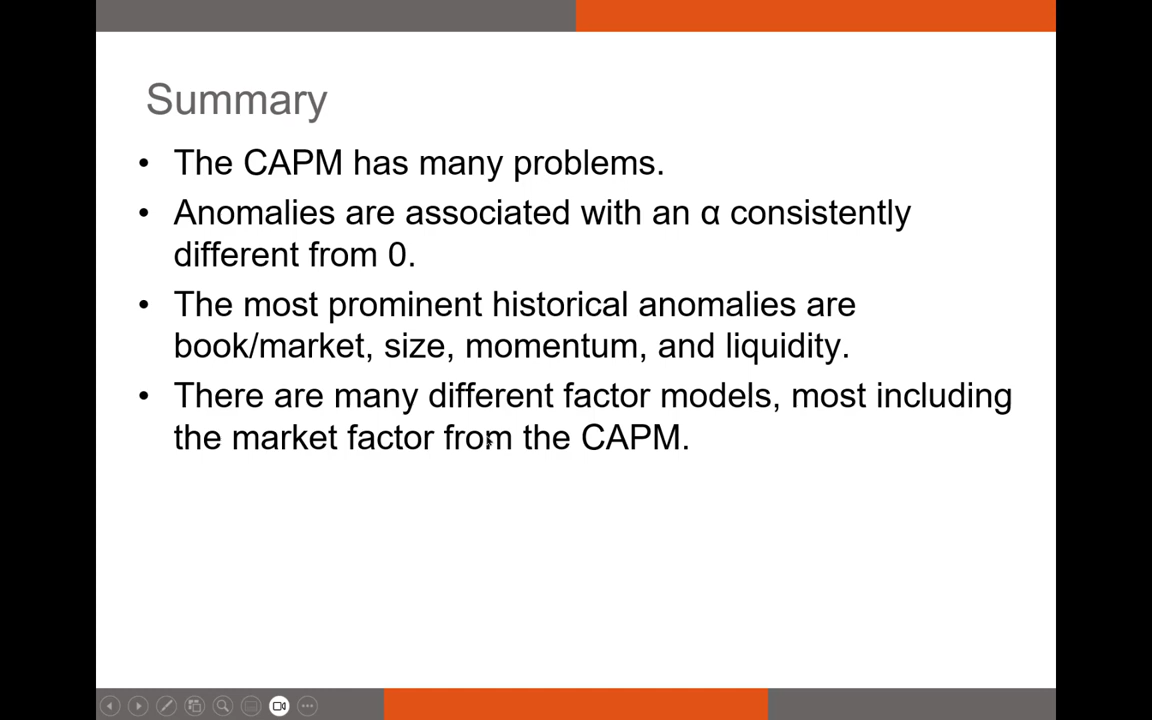 Summary
• The CAPM has many problems.
• Anomalies are associated with an α consistently
different from 0.
• The most prominent historical anomalies are
book/market, size, momentum, and liquidity.
• There are many different factor models, most including
the market factor from the CAPM.